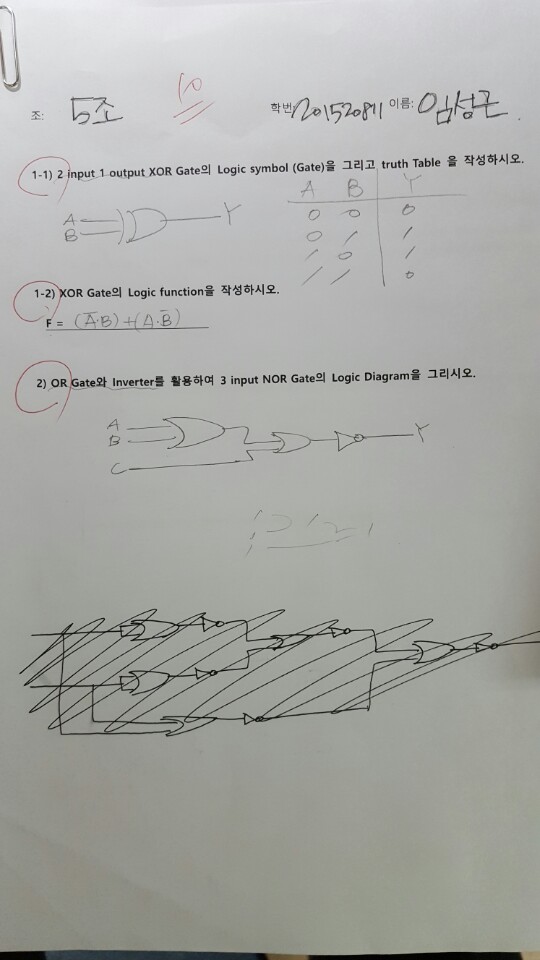 조: 5조 10 학번: 201520871 이름: 임성근
1-1) 2 input 1 output XOR Gate의 Logic symbol (Gate)을 그리고 truth Table 을 작성하시오.
A B Y
A
B
Y
0 0 0
0 1 1
1 0 1
1 1 0
1-2) XOR Gate의 Logic function을 작성하시오.
F = (A̅·B)+(A·B̅)
2) OR Gate와 Inverter를 활용하여 3 input NOR Gate의 Logic Diagram을 그리시오.
A
B
C
Y